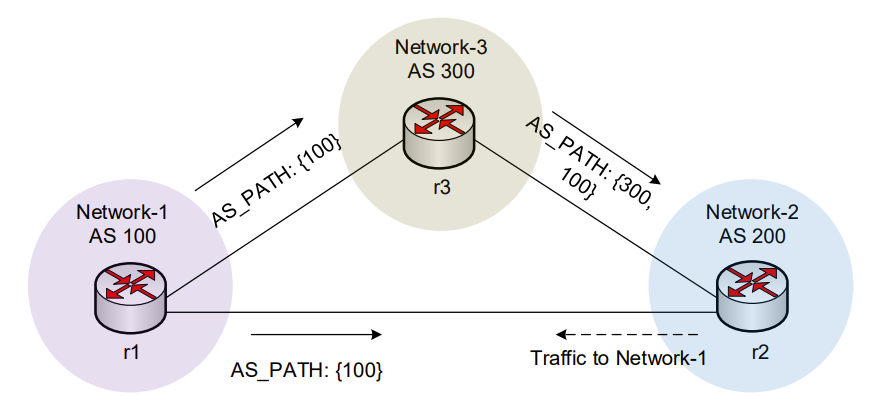 Network-3
AS 300
AS_PATH: {100}
r3
AS_PATH: {300,
100}
Network-1
AS 100
r1
Network-2
AS 200
r2
AS_PATH: {100}
Traffic to Network-1